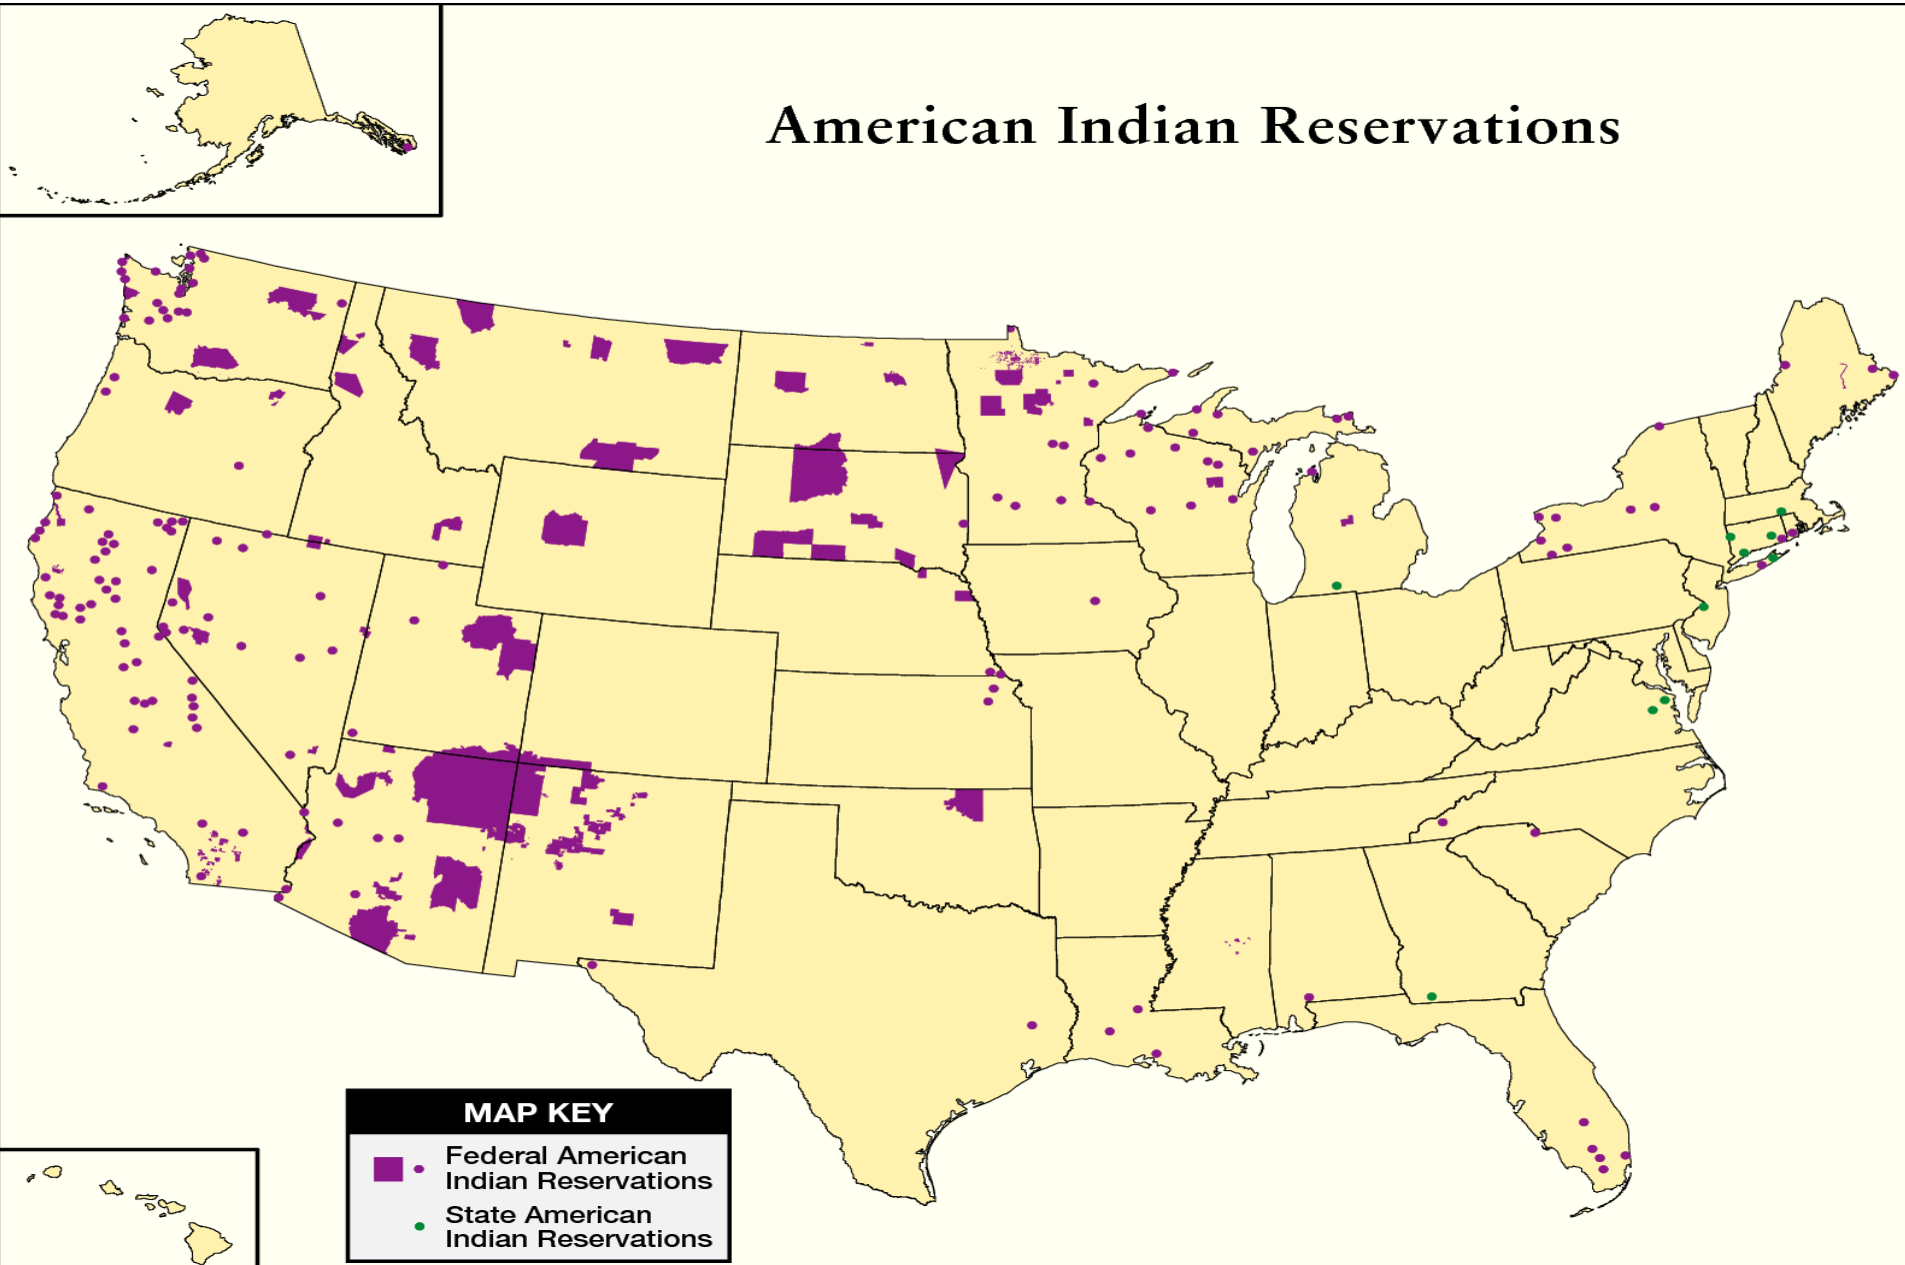 American Indian Reservations
MAP KEY
Federal American
Indian Reservations
State American
Indian Reservations